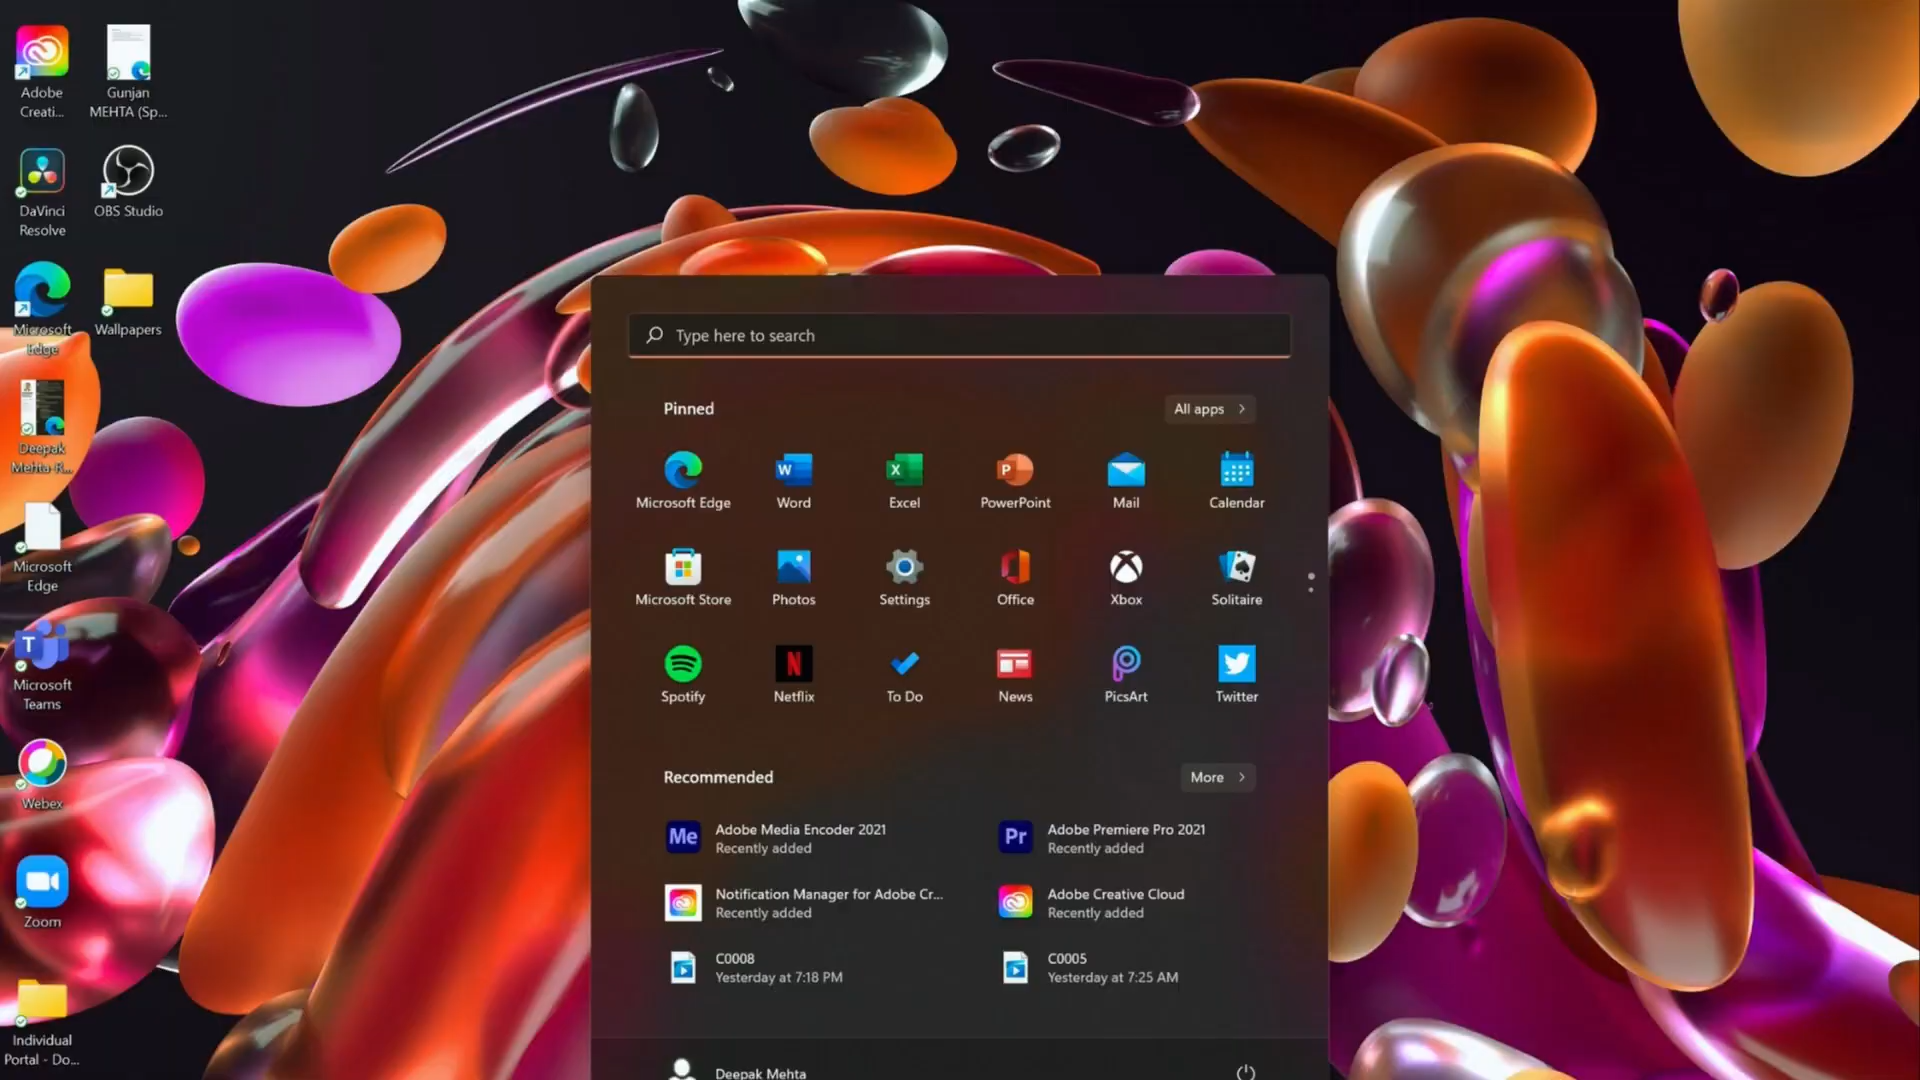 Adobe
Creati...
Gunjan
MEHTA (Sp...
DaVinci
Resolve
OBS Studio
Microsoft
Edge
Wallpapers
Deepak
Mehta-R...
Microsoft
Edge
T
Microsoft
Teams
Webex
Zoom
Individual
Portal - Do...
Type here to search
Pinned
All apps
Microsoft Edge
W
Word
X
Excel
P
PowerPoint
Mail
Calendar
Microsoft Store
Photos
Settings
Office
Xbox
Solitaire
Spotify
N
Netflix
To Do
News
PicsArt
Twitter
Recommended
More
Me
Adobe Media Encoder 2021
Recently added
Pr
Adobe Premiere Pro 2021
Recently added
Notification Manager for Adobe Cr...
Recently added
Adobe Creative Cloud
Recently added
C0008
Yesterday at 7:18 PM
C0005
Yesterday at 7:25 AM
Deepak Mehta